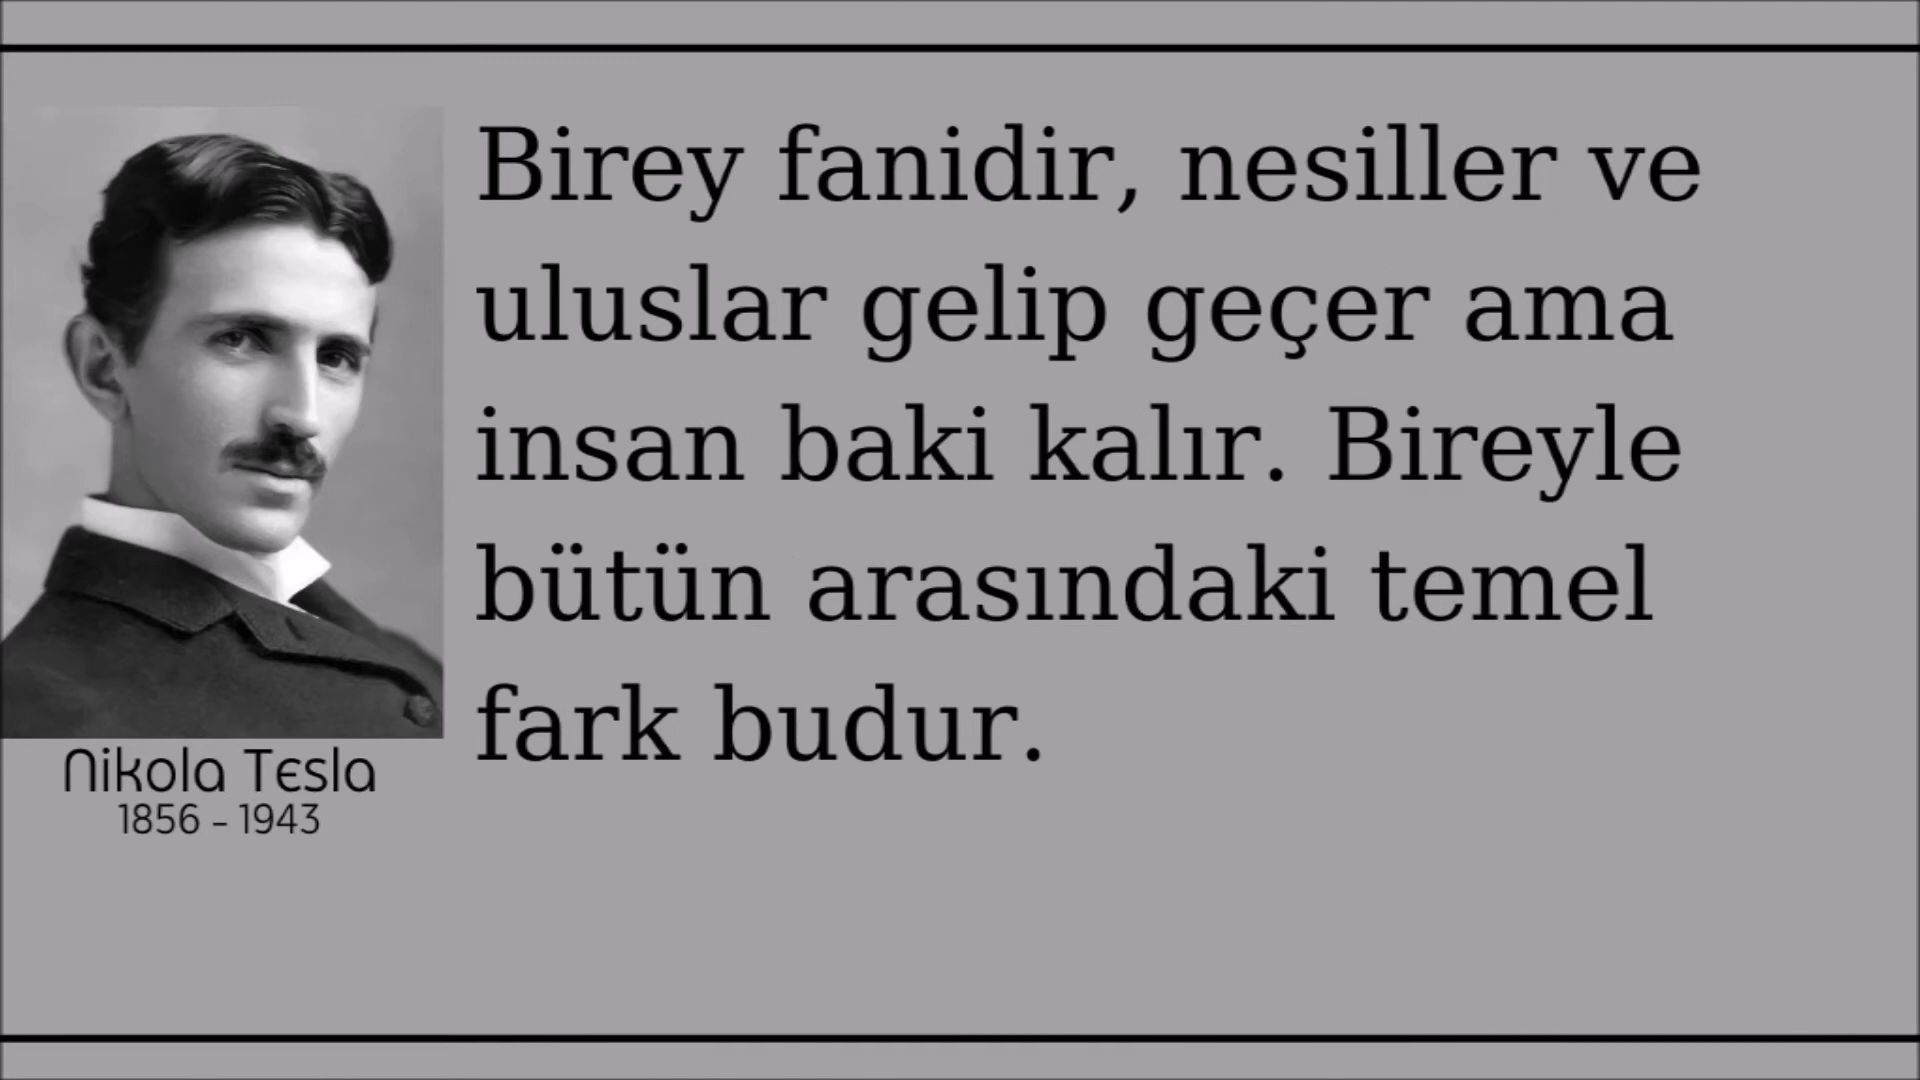 Birey fanidir, nesiller ve
uluslar gelip geçer ama
insan baki kalır. Bireyle
bütün arasındaki temel
fark budur.
Nikola Tesla
1856 - 1943